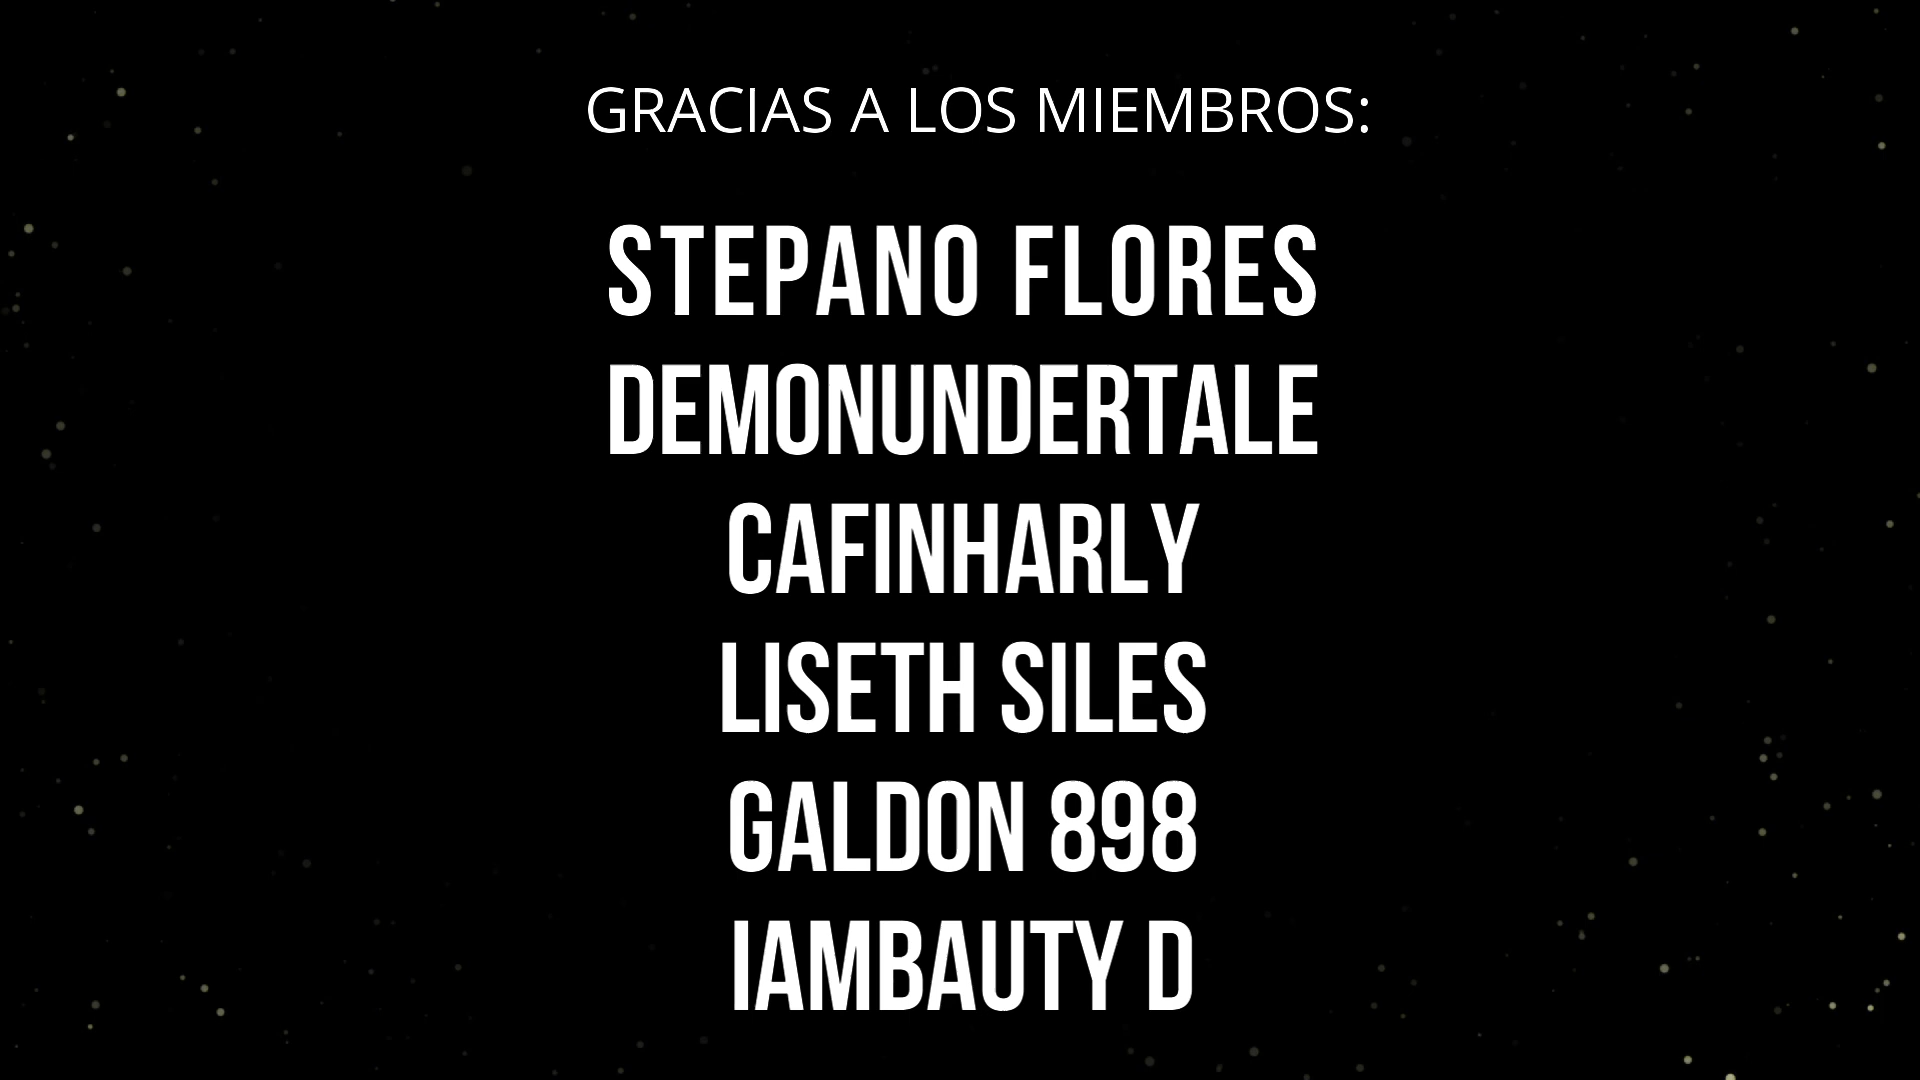 GRACIAS A LOS MIEMBROS:
STEPANO FLORES
DEMONUNDERTALE
CAFINHARLY
LISETH SILES
GALDON 898
IAMBAUTY D